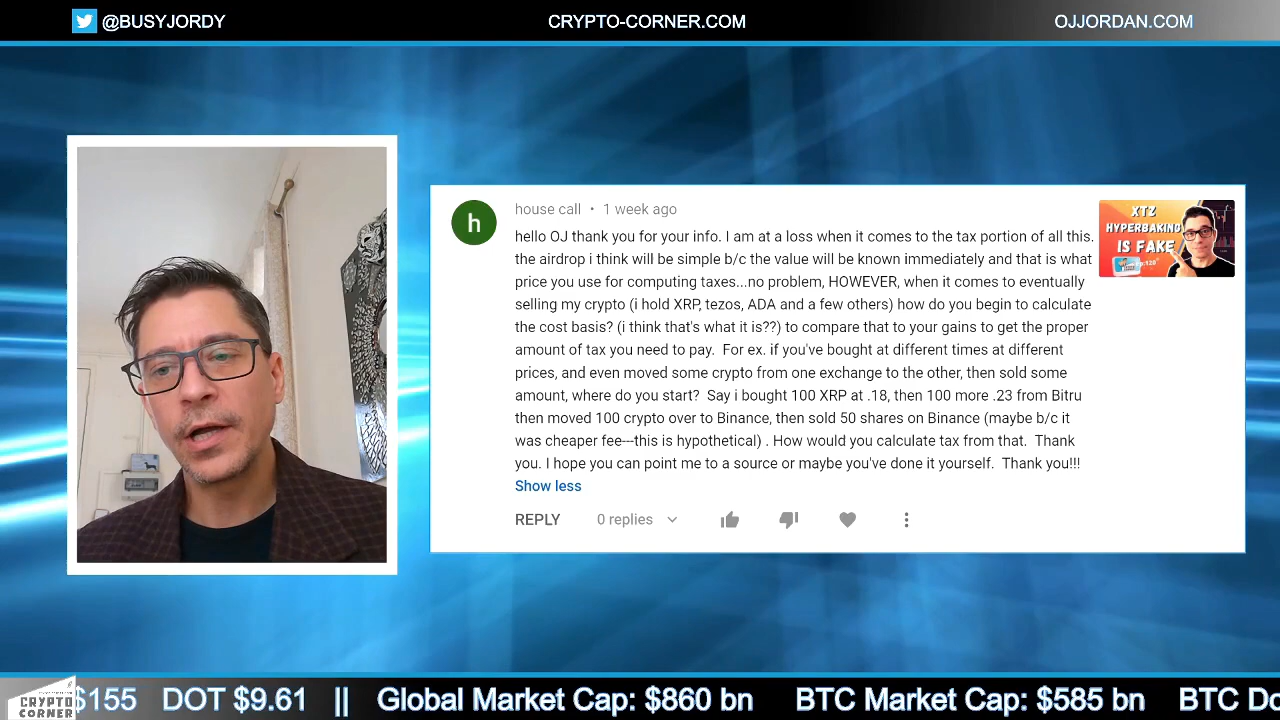 @BUSYJORDY
CRYPTO-CORNER.COM
OJJORDAN.COM
h
house call • 1 week ago
hello OJ thank you for your info. I am at a loss when it comes to the tax portion of all this.
the airdrop i think will be simple b/c the value will be known immediately and that is what
price you use for computing taxes...no problem, HOWEVER, when it comes to eventually
selling my crypto (i hold XRP, tezos, ADA and a few others) how do you begin to calculate
the cost basis? (i think that's what it is??) to compare that to your gains to get the proper
amount of tax you need to pay.  For ex. if you've bought at different times at different
prices, and even moved some crypto from one exchange to the other, then sold some
amount, where do you start?  Say i bought 100 XRP at .18, then 100 more .23 from Bitru
then moved 100 crypto over to Binance, then sold 50 shares on Binance (maybe b/c it
was cheaper fee---this is hypothetical) . How would you calculate tax from that.  Thank
you. I hope you can point me to a source or maybe you've done it yourself.  Thank you!!!
Show less
REPLY 0 replies
XTZ
HYPERBAKING
IS FAKE
CRYPTO
CORNER
$155 DOT $9.61 || Global Market Cap: $860 bn BTC Market Cap: $585 bn BTC Do